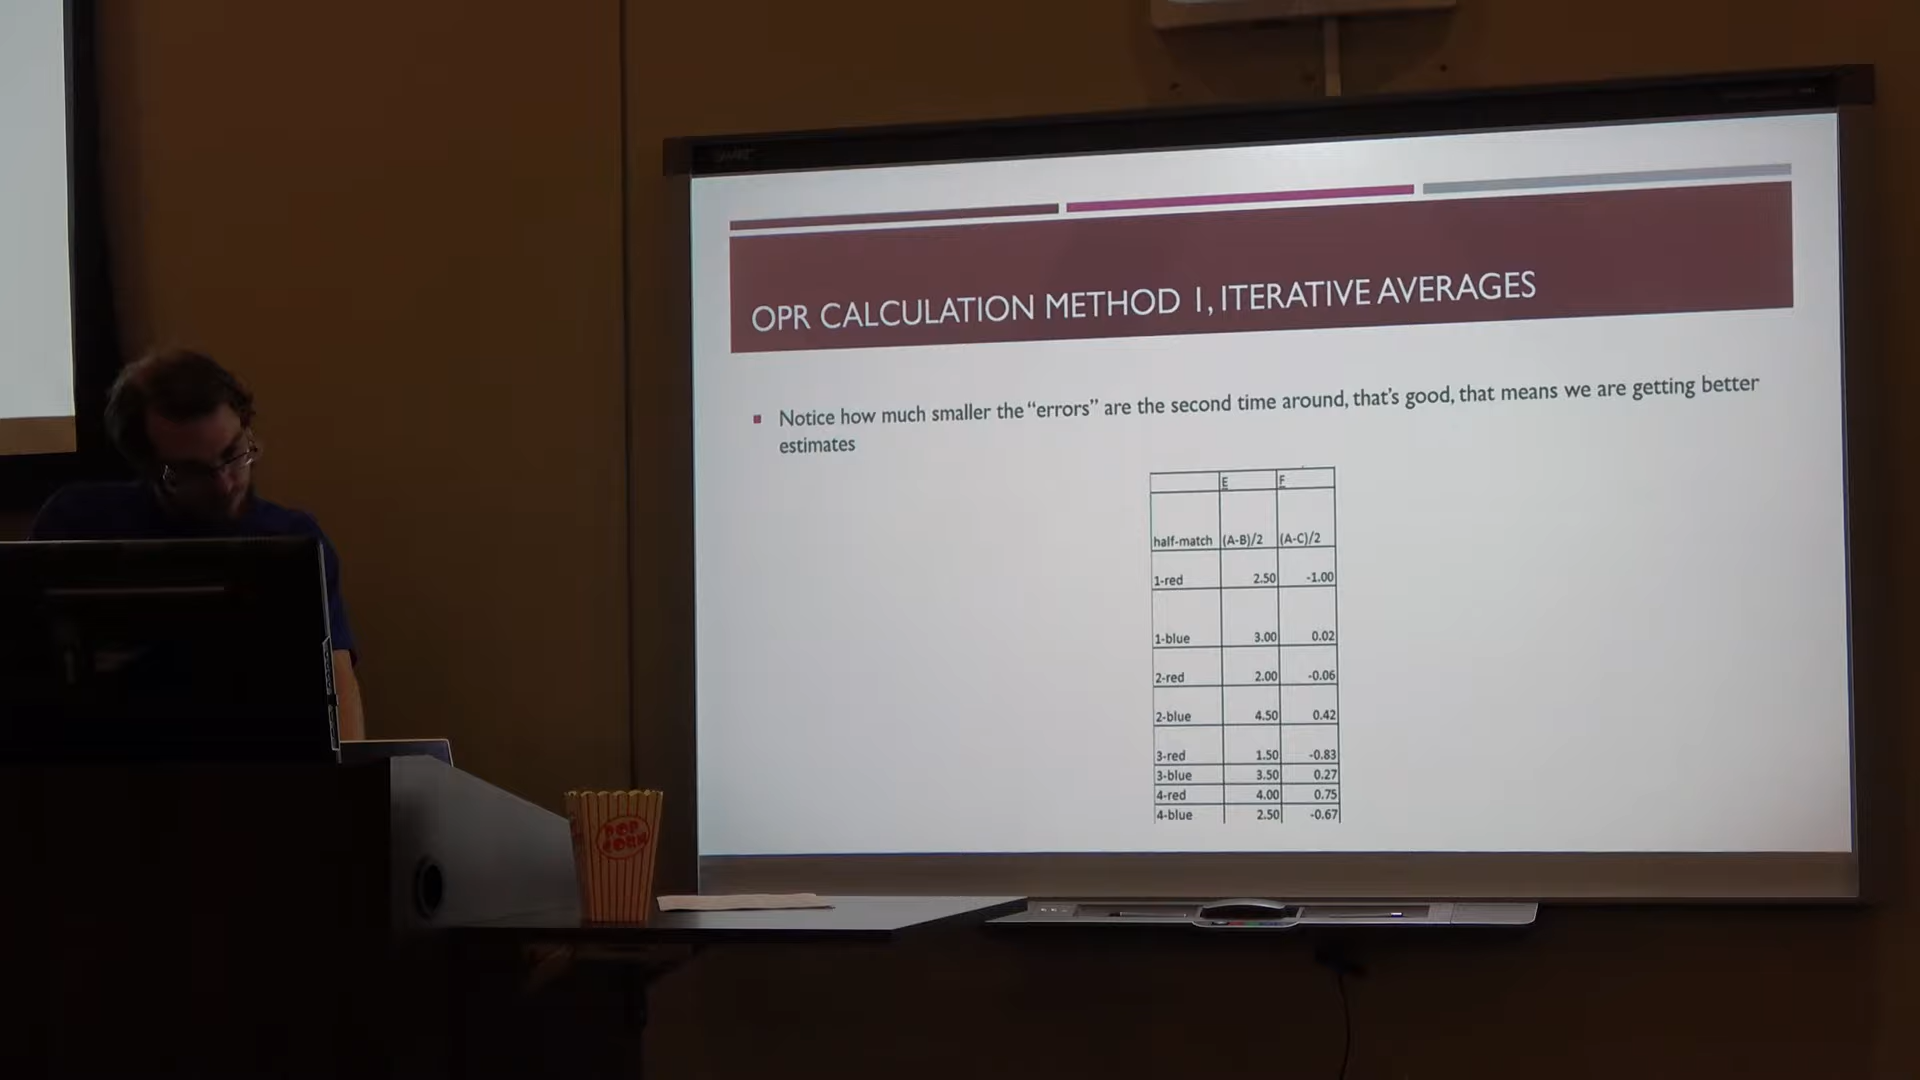 SMART
OPR CALCULATION METHOD 1, ITERATIVE AVERAGES
Notice how much smaller the “errors” are the second time around, that’s good, that means we are getting better
estimates
E F
half-match (A-B)/2 (A-C)/2
1-red 2.50 -1.00
1-blue 3.00 0.02
2-red 2.00 -0.06
2-blue 4.50 0.42
3-red 1.50 -0.83
3-blue 3.50 0.27
4-red 4.00 0.75
4-blue 2.50 -0.67
POP
CORN